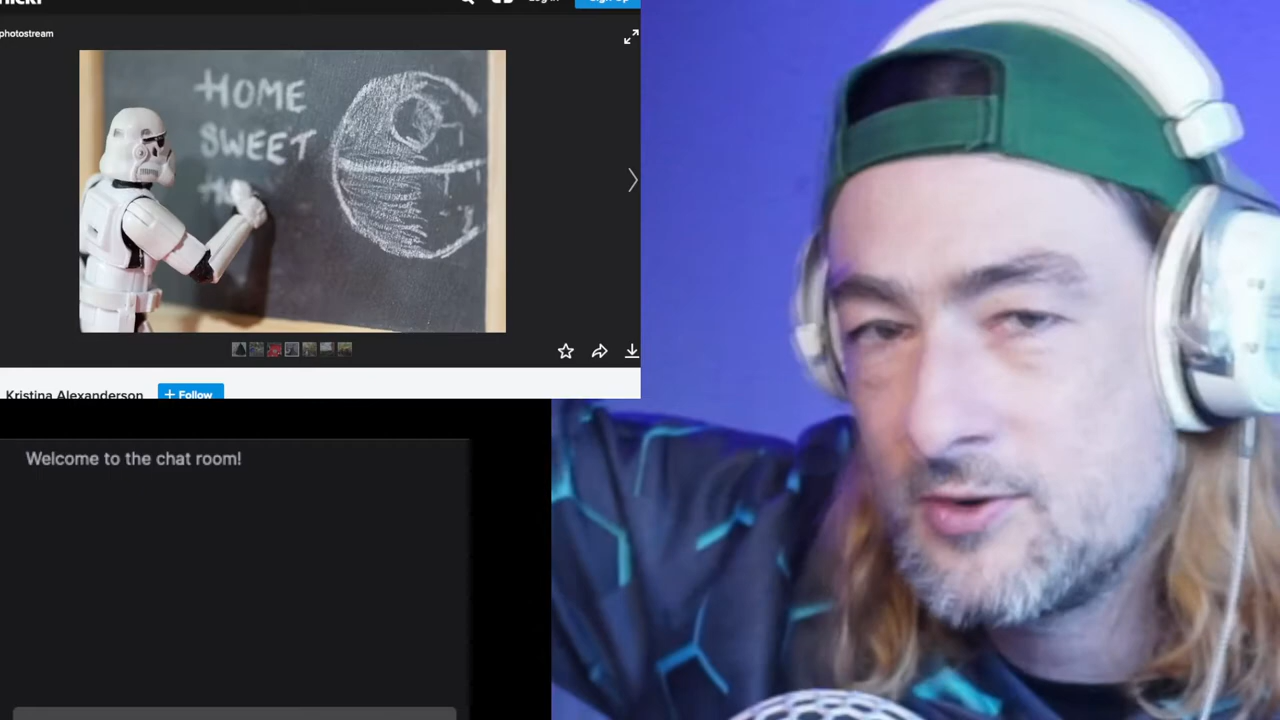 photostream
HOME
SWEET
Kristina Alexanderson
+ Follow
Welcome to the chat room!